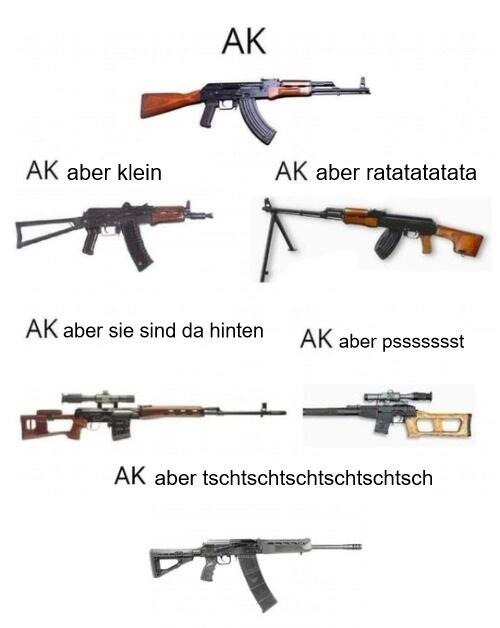 AK
AK aber klein
AK aber ratatatatata
AK aber sie sind da hinten
AK aber psssssst
AK aber tschtschtschtschtschtsch